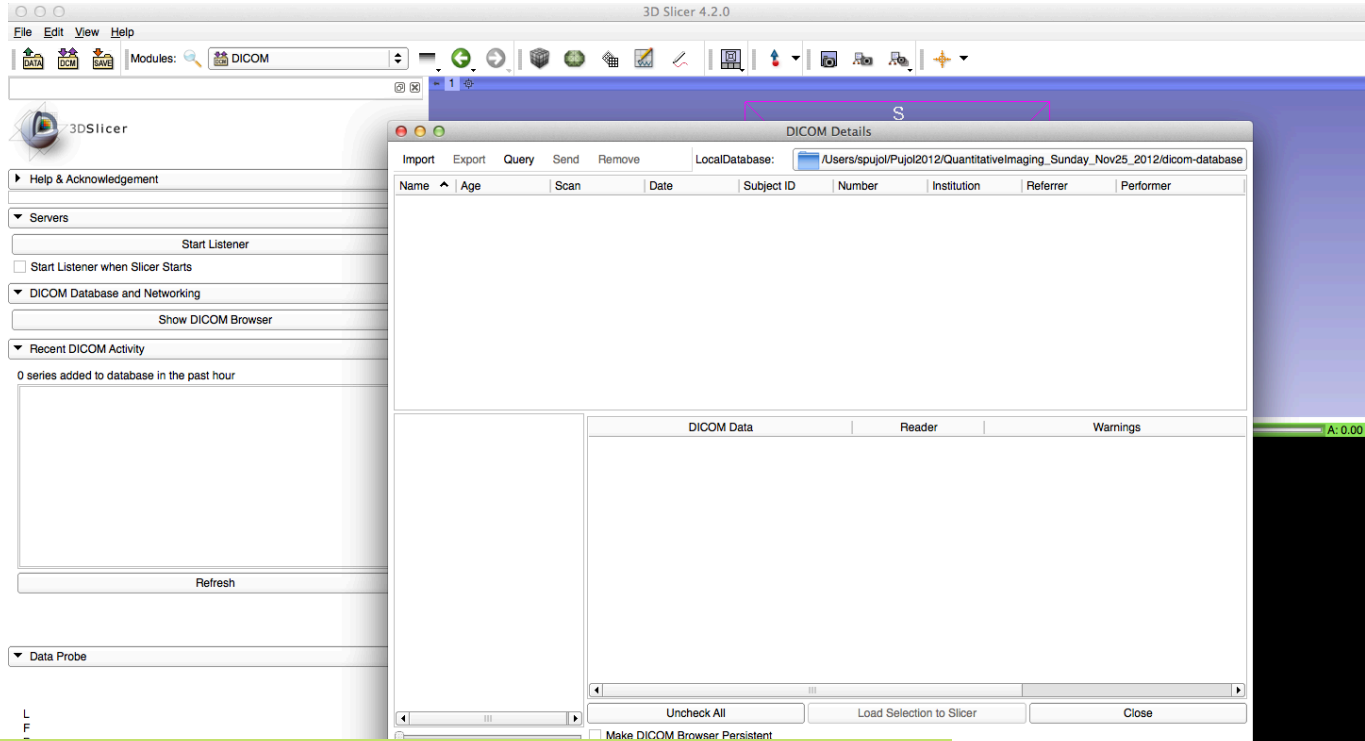 3D Slicer 4.2.0
File Edit View Help
DATA DCM SAVE Modules: DICOM
1
S
3DSlicer
DICOM Details
Import Export Query Send Remove LocalDatabase: /Users/spujol/Pujol2012/QuantitativeImaging_Sunday_Nov25_2012/dicom-database
Help & Acknowledgement
Name Age Scan Date Subject ID Number Institution Referrer Performer
Servers
Start Listener
Start Listener when Slicer Starts
DICOM Database and Networking
Show DICOM Browser
Recent DICOM Activity
0 series added to database in the past hour
DICOM Data Reader Warnings
A: 0.00
Refresh
Data Probe
L
F
Uncheck All Load Selection to Slicer Close
Make DICOM Browser Persistent